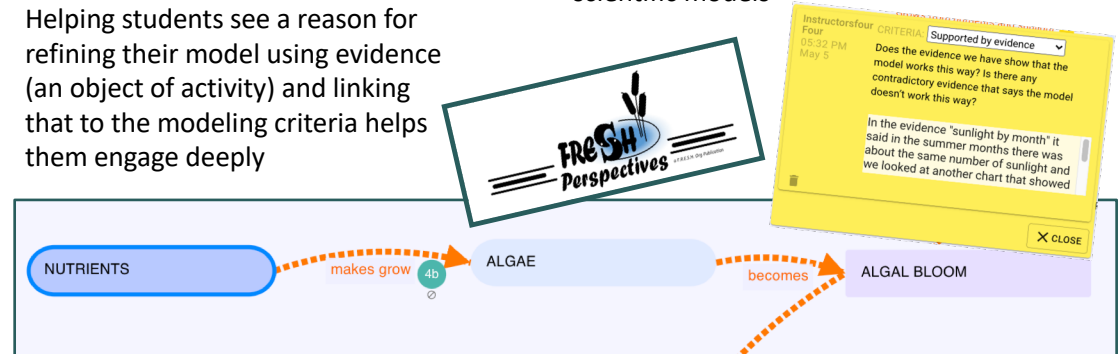 Helping students see a reason for
refining their model using evidence
(an object of activity) and linking
that to the modeling criteria helps
them engage deeply
scientific models
FRESH
Perspectives
Instructorsfour
Four
05:32 PM
May 5
CRITERIA: Supported by evidence
Does the evidence we have show that the
model works this way? Is there any
contradictory evidence that says the model
doesn't work this way?
In the evidence "sunlight by month" it
said in the summer months there was
about the same number of sunlight and
we looked at another chart that showed
X CLOSE
NUTRIENTS
makes grow
4b
ALGAE
becomes
ALGAL BLOOM